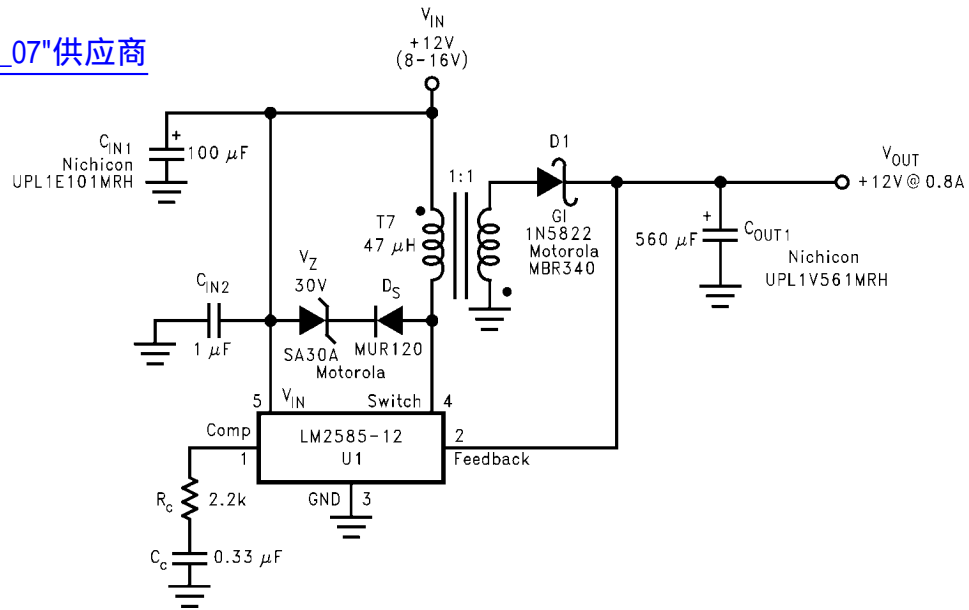 _07"供应商
V_IN
+12V
(8-16V)
C_IN1
Nichicon
UPL1E101MRH
+
100 μF
T7
47 μH
1:1
D1
GI
1N5822
Motorola
MBR340
V_OUT
+12V@0.8A
560 μF
+
C_OUT1
Nichicon
UPL1V561MRH
C_IN2
1 μF
V_Z
30V
SA30A
Motorola
D_S
MUR120
5
V_IN
Switch
4
Comp
1
LM2585-12
U1
2
Feedback
GND
3
R_c
2.2k
C_c
0.33 μF